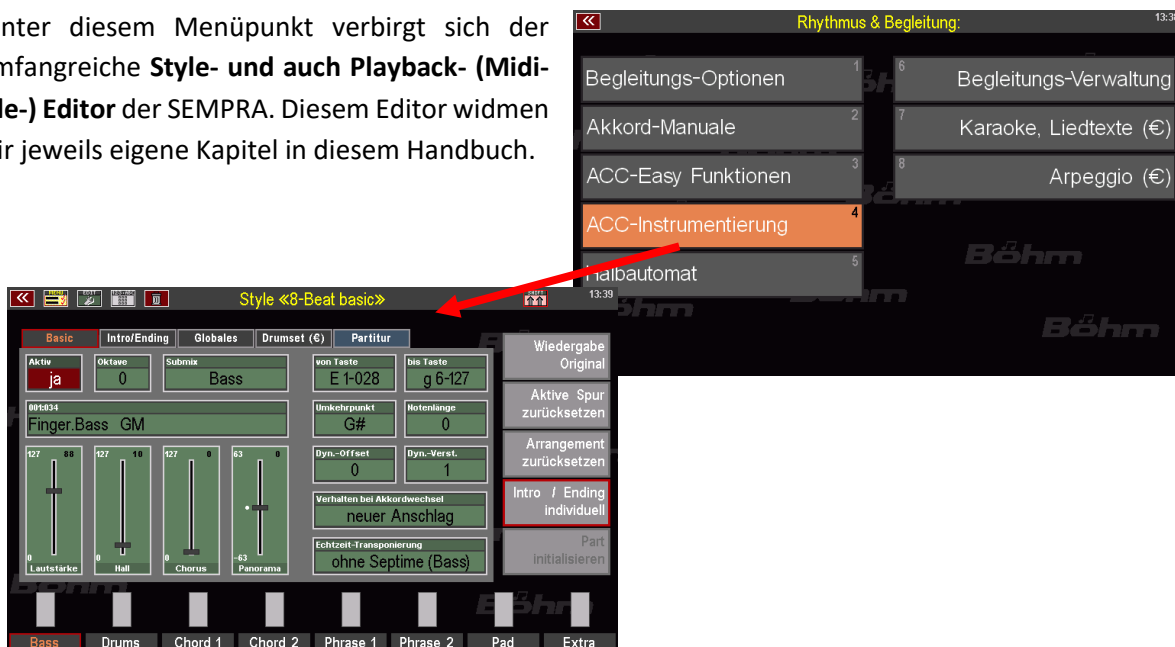 nter diesem Menüpunkt verbirgt sich der
mfangreiche Style- und auch Playback- (Midi-
le-) Editor der SEMPRA. Diesem Editor widmen
ir jeweils eigene Kapitel in diesem Handbuch.
Rhythmus & Begleitung:
13:38
Begleitungs-Optionen 1
6 Begleitungs-Verwaltung
Akkord-Manuale 2
7 Karaoke, Liedtexte (€)
ACC-Easy Funktionen 3
8 Arpeggio (€)
ACC-Instrumentierung 4
Halbautomat 5
Böhm
Böhm
Style «8-Beat basic»
13:39
Basic Intro/Ending Globales Drumset (€) Partitur
Aktiv Oktave Submix von Taste bis Taste
ja 0 Bass E 1-028 g 6-127
001:034 Umkehrpunkt Notenlänge
Finger.Bass GM G# 0
127 88 127 10 127 0 63 0
Dyn.-Offset Dyn.-Verst.
0 1
Verhalten bei Akkordwechsel
neuer Anschlag
Echtzeit-Transponierung
ohne Septime (Bass)
0 0 0 -63
Lautstärke Hall Chorus Panorama
Wiedergabe
Original
Aktive Spur
zurücksetzen
Arrangement
zurücksetzen
Intro / Ending
individuell
Part
initialisieren
Böhm
Bass Drums Chord 1 Chord 2 Phrase 1 Phrase 2 Pad Extra